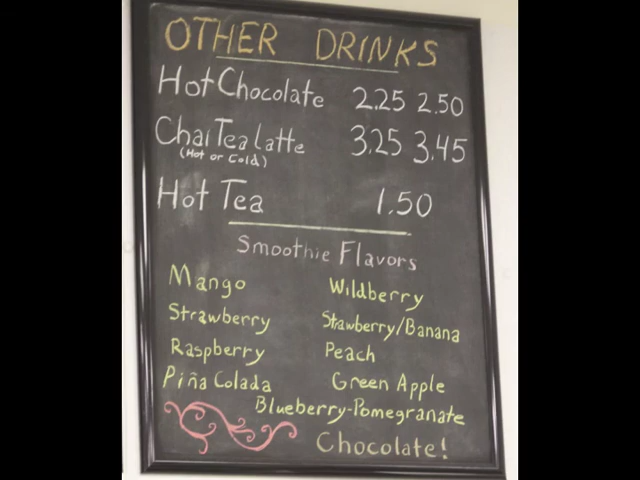 OTHER DRINKS
Hot Chocolate 2.25 2.50
Chai Tea Latte 3.25 3.45
(Hot or Cold)
Hot Tea 1.50
Smoothie Flavors
Mango Wildberry
Strawberry Stawberry/Banana
Raspberry Peach
Piña Colada Green Apple
Blueberry-Pomegranate
Chocolate!